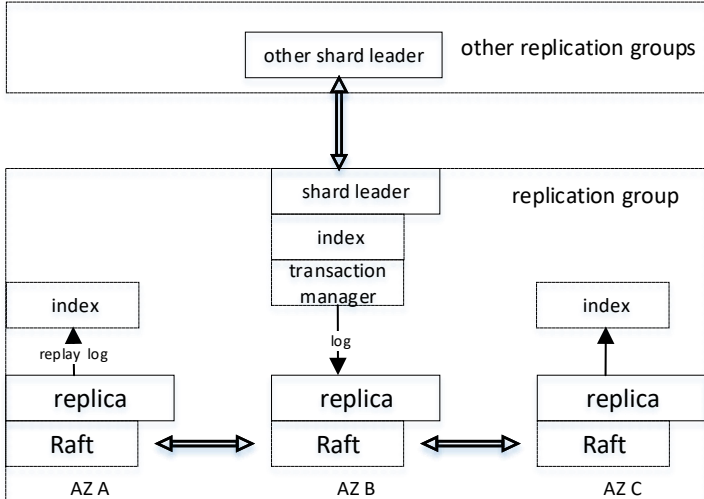 other shard leader
other replication groups
shard leader
replication group
index
transaction
manager
index
index
replay log
log
replica
replica
replica
Raft
Raft
Raft
AZ A
AZ B
AZ C